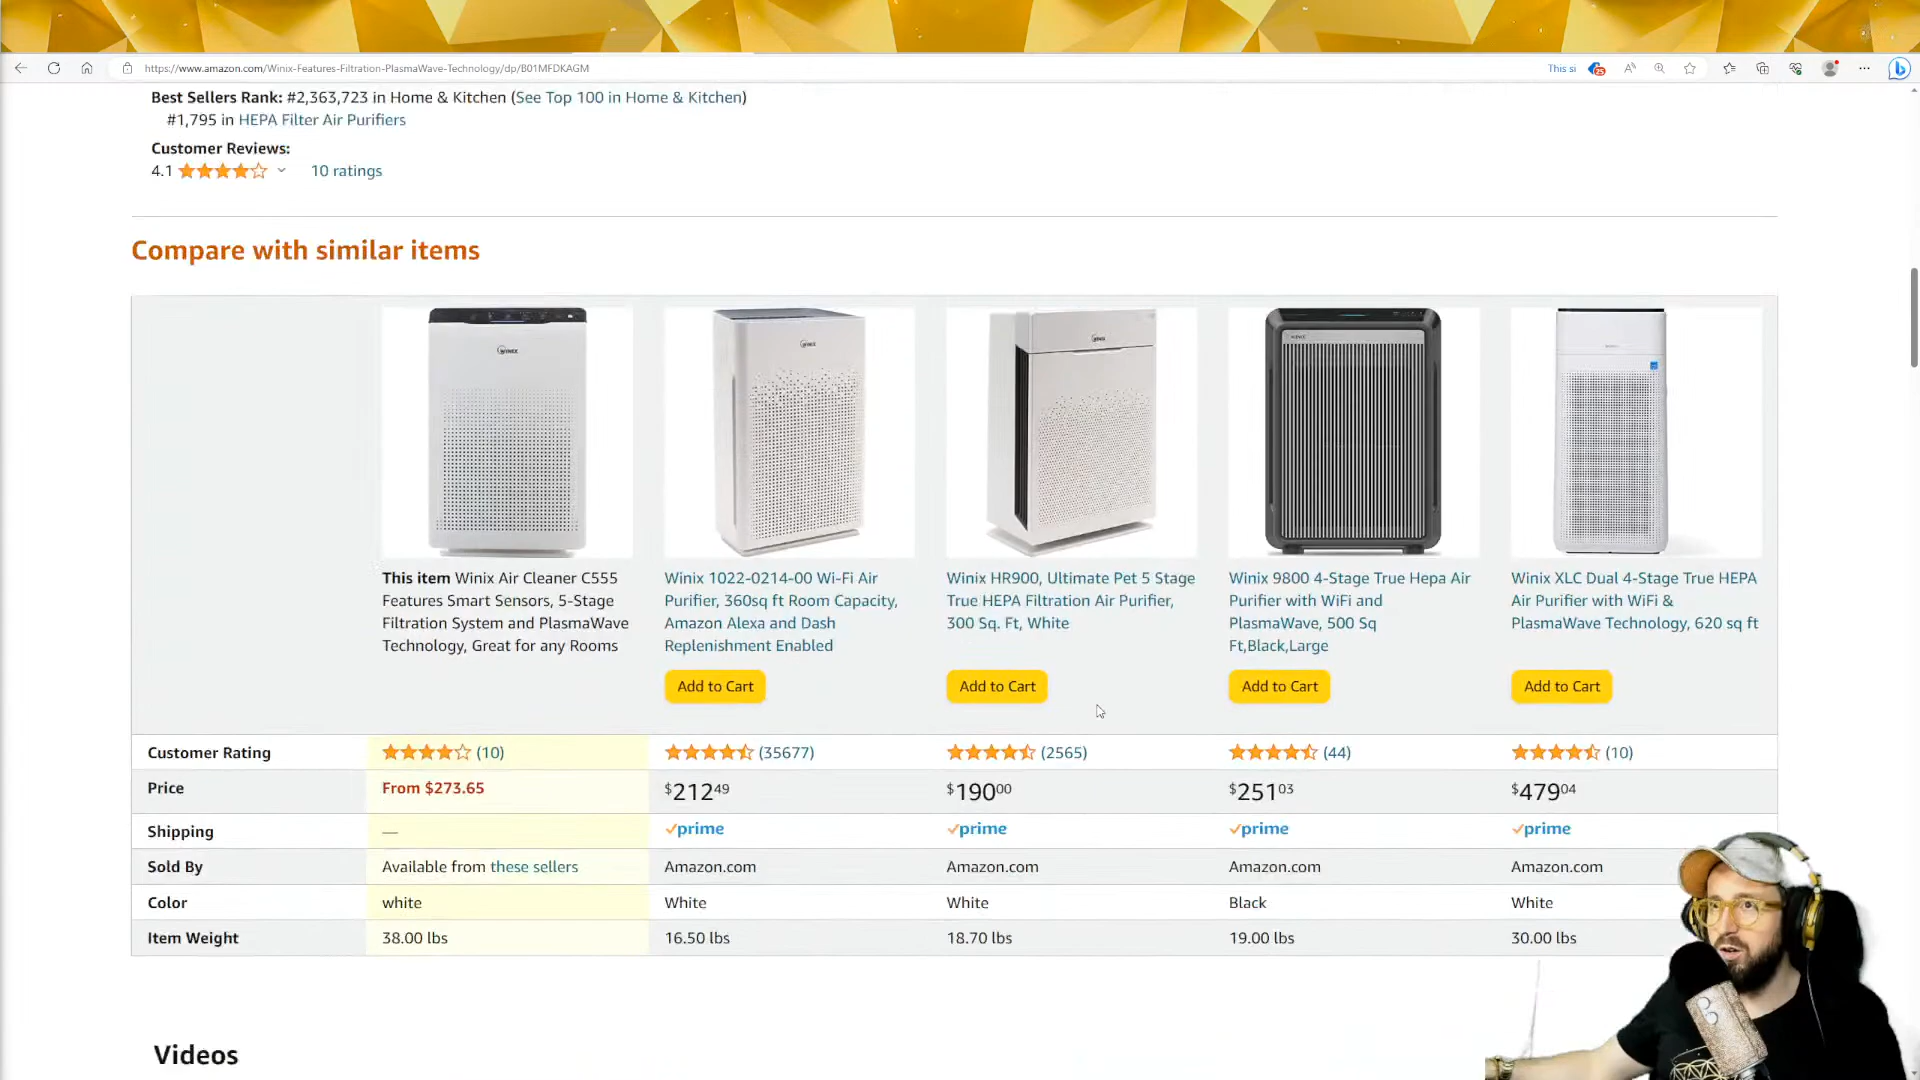 https://www.amazon.com/Winix-Features-Filtration-PlasmaWave-Technology/dp/B01MFDKAGM
This si
25
Best Sellers Rank: #2,363,723 in Home & Kitchen (See Top 100 in Home & Kitchen)
#1,795 in HEPA Filter Air Purifiers
Customer Reviews:
4.1 10 ratings
Compare with similar items
WINIX
This item Winix Air Cleaner C555
Features Smart Sensors, 5-Stage
Filtration System and PlasmaWave
Technology, Great for any Rooms
Winix 1022-0214-00 Wi-Fi Air
Purifier, 360sq ft Room Capacity,
Amazon Alexa and Dash
Replenishment Enabled
Add to Cart
Winix HR900, Ultimate Pet 5 Stage
True HEPA Filtration Air Purifier,
300 Sq. Ft, White
Add to Cart
Winix 9800 4-Stage True Hepa Air
Purifier with WiFi and
PlasmaWave, 500 Sq
Ft,Black,Large
Add to Cart
Winix XLC Dual 4-Stage True HEPA
Air Purifier with WiFi &
PlasmaWave Technology, 620 sq ft
Add to Cart
Customer Rating (10) (35677) (2565) (44) (10)
Price From $273.65 $212 49 $190 00 $251 03 $479 04
Shipping — prime prime prime prime
Sold By Available from these sellers Amazon.com Amazon.com Amazon.com Amazon.com
Color white White White Black White
Item Weight 38.00 lbs 16.50 lbs 18.70 lbs 19.00 lbs 30.00 lbs
Videos